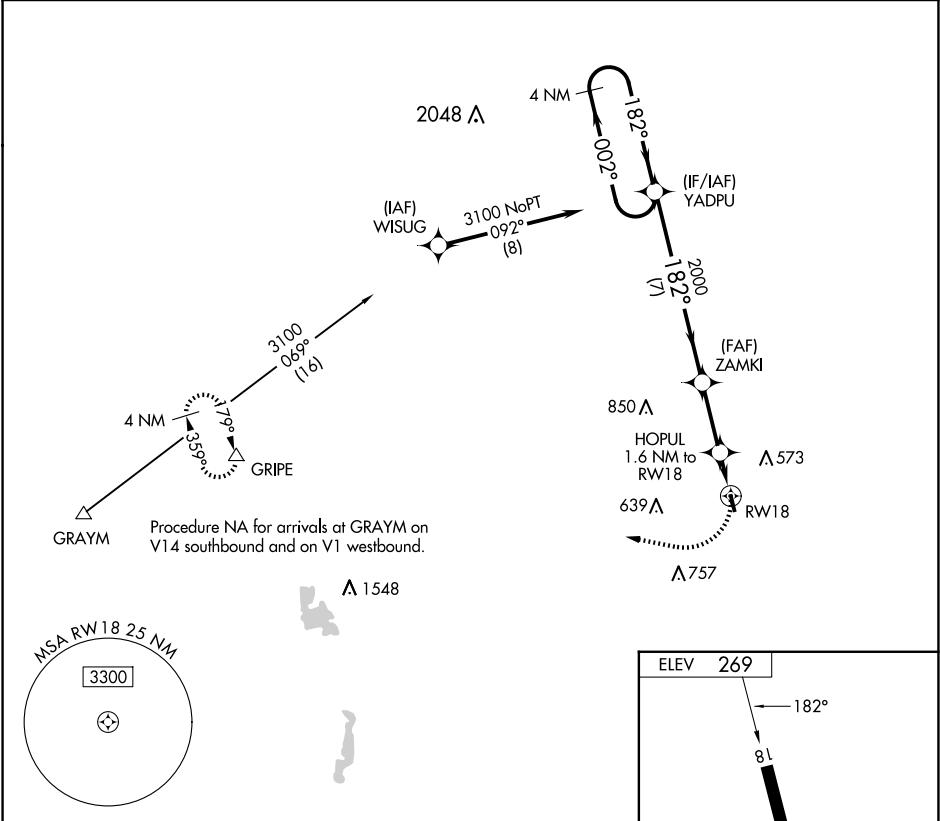 2048
4 NM
182°
002°
(IF/IAF)
YADPU
(IAF)
WISUG
3100 NoPT
092°
(8)
2000
182°
(7)
3100
069°
(16)
(FAF)
ZAMKI
4 NM
179°
359°
GRIPE
850
HOPUL
1.6 NM to
RW18
573
639
RW18
GRAYM
Procedure NA for arrivals at GRAYM on
V14 southbound and on V1 westbound.
757
1548
MSA RW18 25 NM
3300
ELEV 269
182°
18